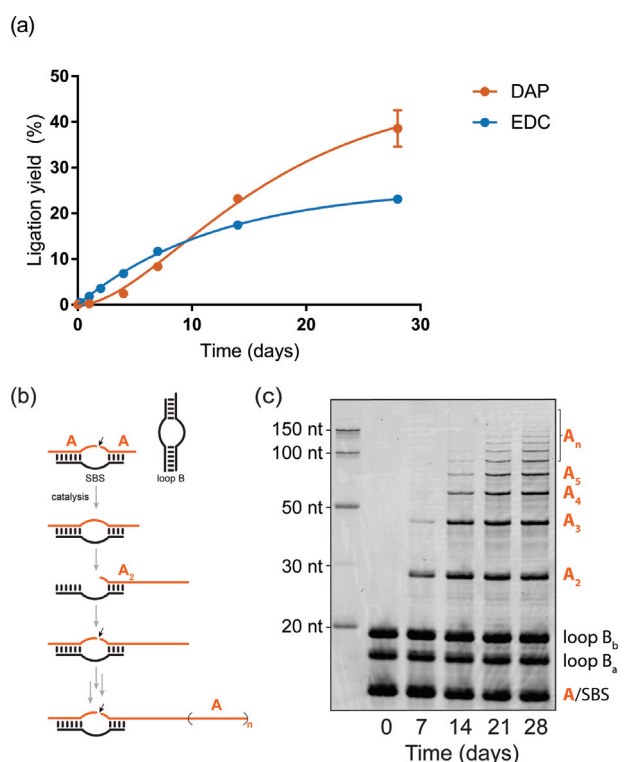 (a)
Ligation yield (%)
50
40
30
20
10
0
0 10 20 30
Time (days)
DAP
EDC
(b)
A A
SBS
loop B
catalysis
A2
A
n
(c)
150 nt
100 nt
50 nt
30 nt
20 nt
An
A5
A4
A3
A2
loop Bb
loop Ba
A/SBS
0 7 14 21 28
Time (days)